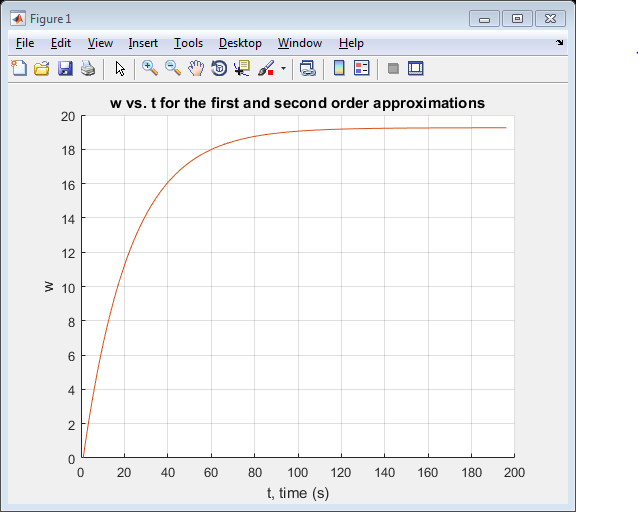 Figure 1
File Edit View Insert Tools Desktop Window Help
w vs. t for the first and second order approximations
20
18
16
14
12
10
8
6
4
2
0
w
0 20 40 60 80 100 120 140 160 180 200
t, time (s)